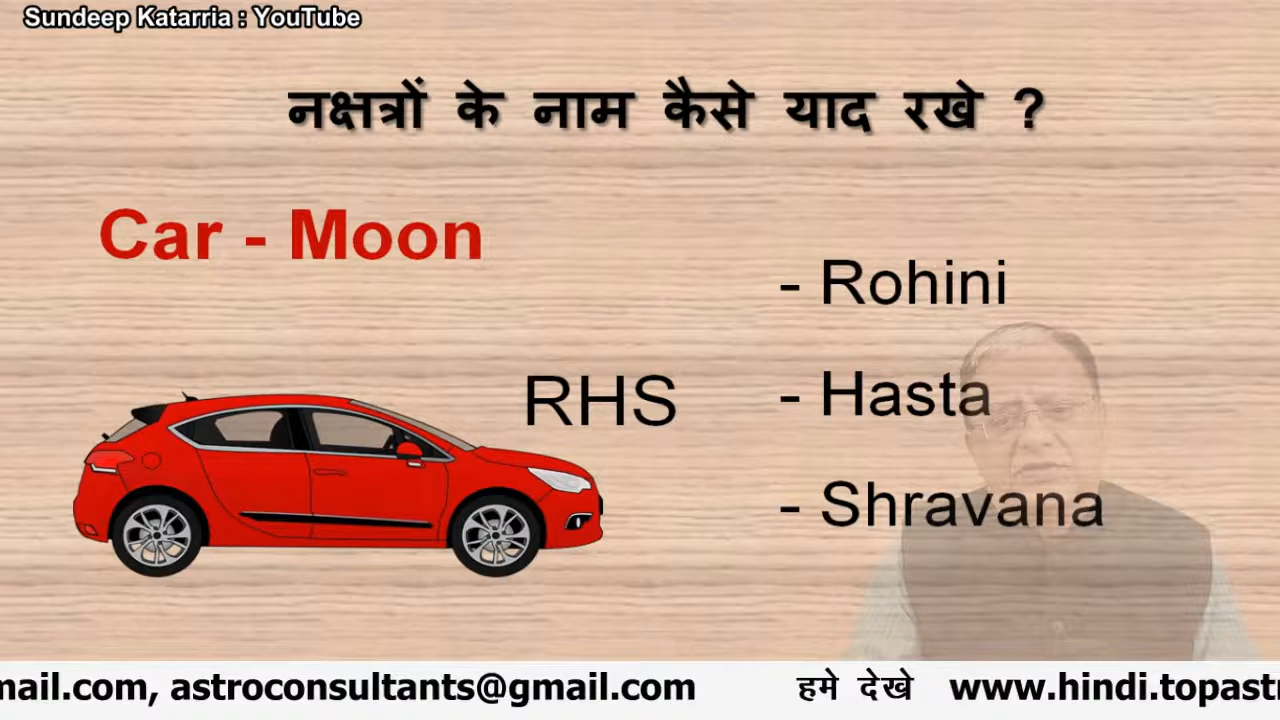 Sundeep Katarria : YouTube
नक्षत्रों के नाम कैसे याद रखे ?
Car - Moon
- Rohini
RHS
- Hasta
- Shravana
mail.com, astroconsultants@gmail.com हमे देखे www.hindi.topast